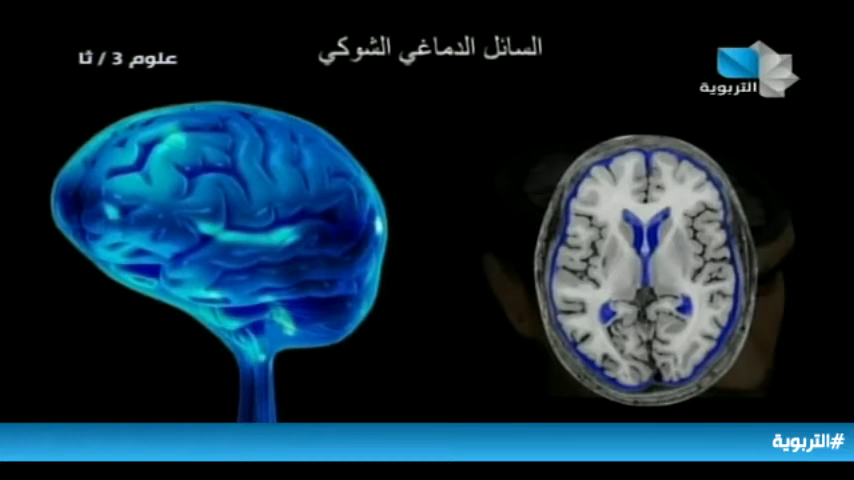 السائل الدماغي الشوكي
علوم 3 / ثا
التربوية
#التربوية